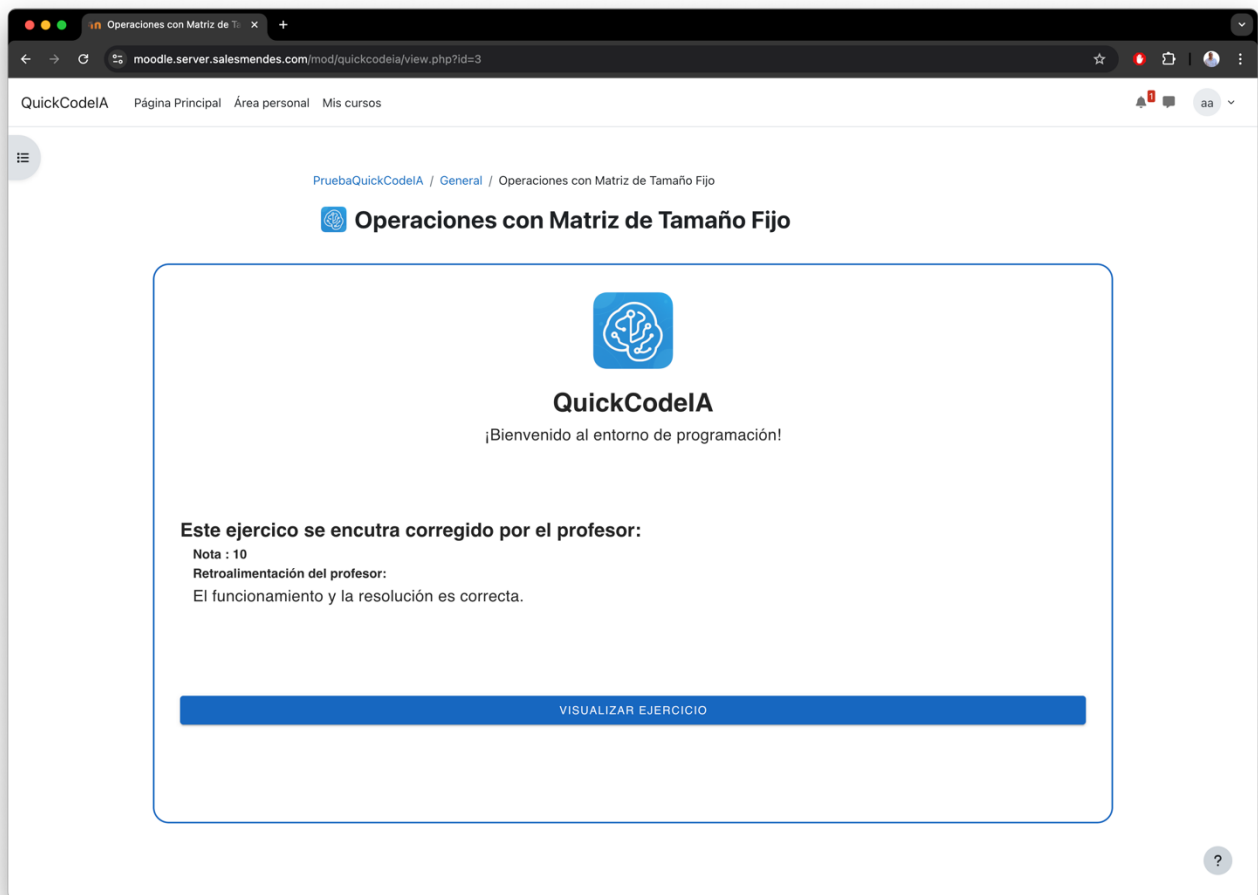 Operaciones con Matriz de Ta
moodle.server.salesmendes.com/mod/quickcodeia/view.php?id=3
QuickCodeIA Página Principal Área personal Mis cursos 1 aa
PruebaQuickCodeIA / General / Operaciones con Matriz de Tamaño Fijo
Operaciones con Matriz de Tamaño Fijo
QuickCodeIA
¡Bienvenido al entorno de programación!
Este ejercico se encutra corregido por el profesor:
Nota : 10
Retroalimentación del profesor:
El funcionamiento y la resolución es correcta.
VISUALIZAR EJERCICIO
?